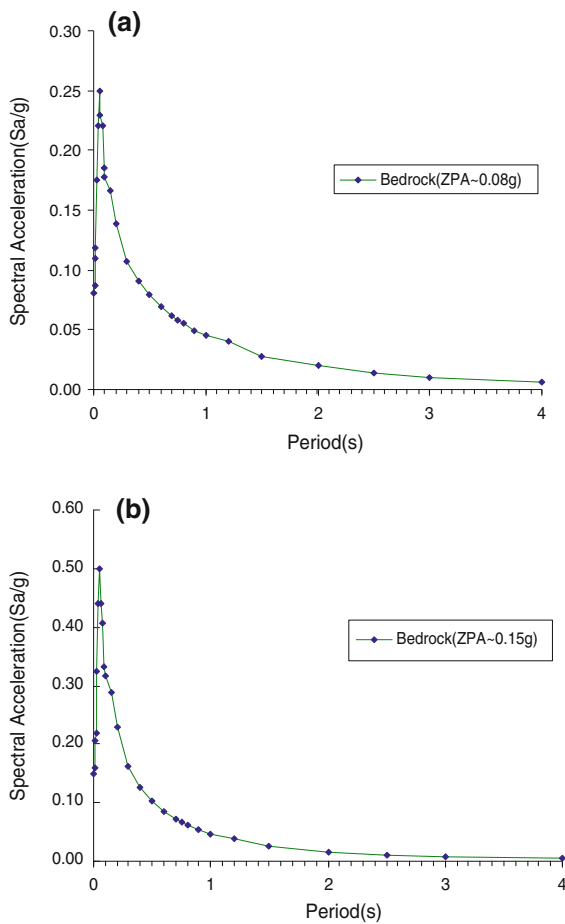 (a)
0.30
0.25
0.20
0.15
0.10
0.05
0.00
Spectral Acceleration(Sa/g)
Bedrock(ZPA~0.08g)
0 1 2 3 4
Period(s)
(b)
0.60
0.50
0.40
0.30
0.20
0.10
0.00
Spectral Acceleration(Sa/g)
Bedrock(ZPA~0.15g)
0 1 2 3 4
Period(s)